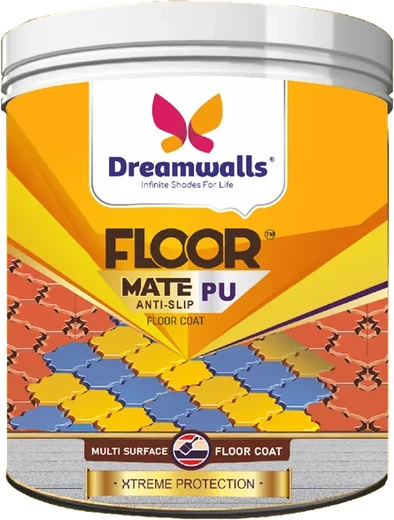 Dreamwalls®
Infinite Shades For Life
FLOOR™
MATE PU
ANTI-SLIP
FLOOR COAT
MULTI SURFACE FLOOR COAT
· XTREME PROTECTION ·